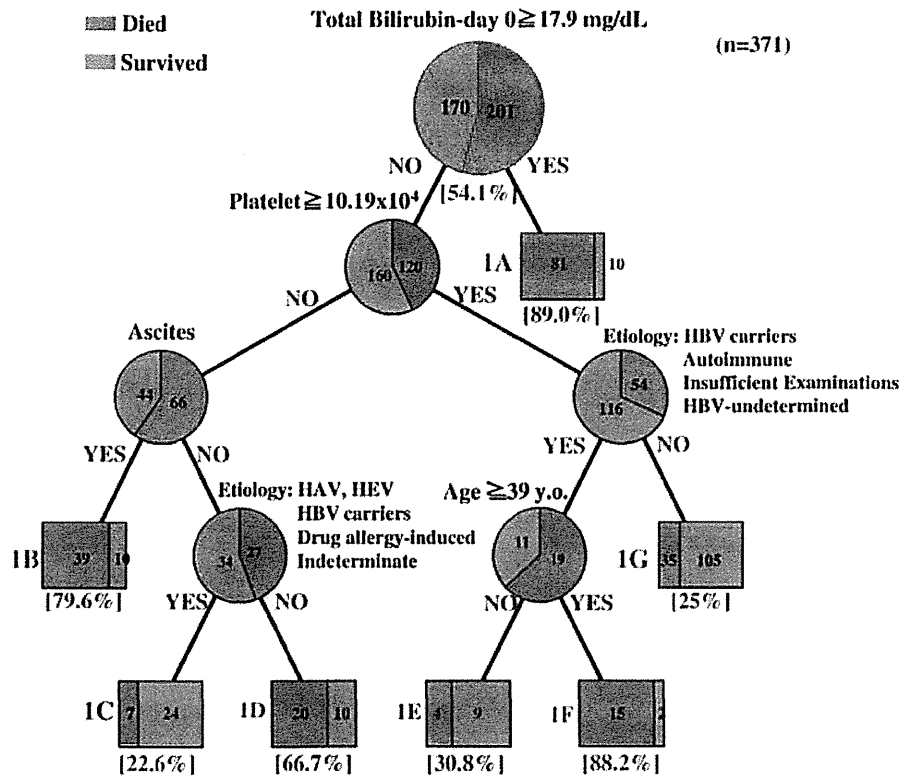 Died
Survived
Total Bilirubin-day 0≧17.9 mg/dL
(n=371)
170 201
NO YES
[54.1%]
Platelet≧10.19x10⁴
160 120
1A 81 10
[89.0%]
NO YES
Ascites
44 66
Etiology: HBV carriers
Autoimmune
Insufficient Examinations
HBV-undetermined
54
116
YES NO
YES NO
Etiology: HAV, HEV
HBV carriers
Drug allergy-induced
Indeterminate
Age ≧39 y.o.
1B 39 10
[79.6%]
34 27
11 19
1G 35 105
[25%]
YES NO
NO YES
1C 7 24
[22.6%]
1D 20 10
[66.7%]
1E 4 9
[30.8%]
1F 15 2
[88.2%]